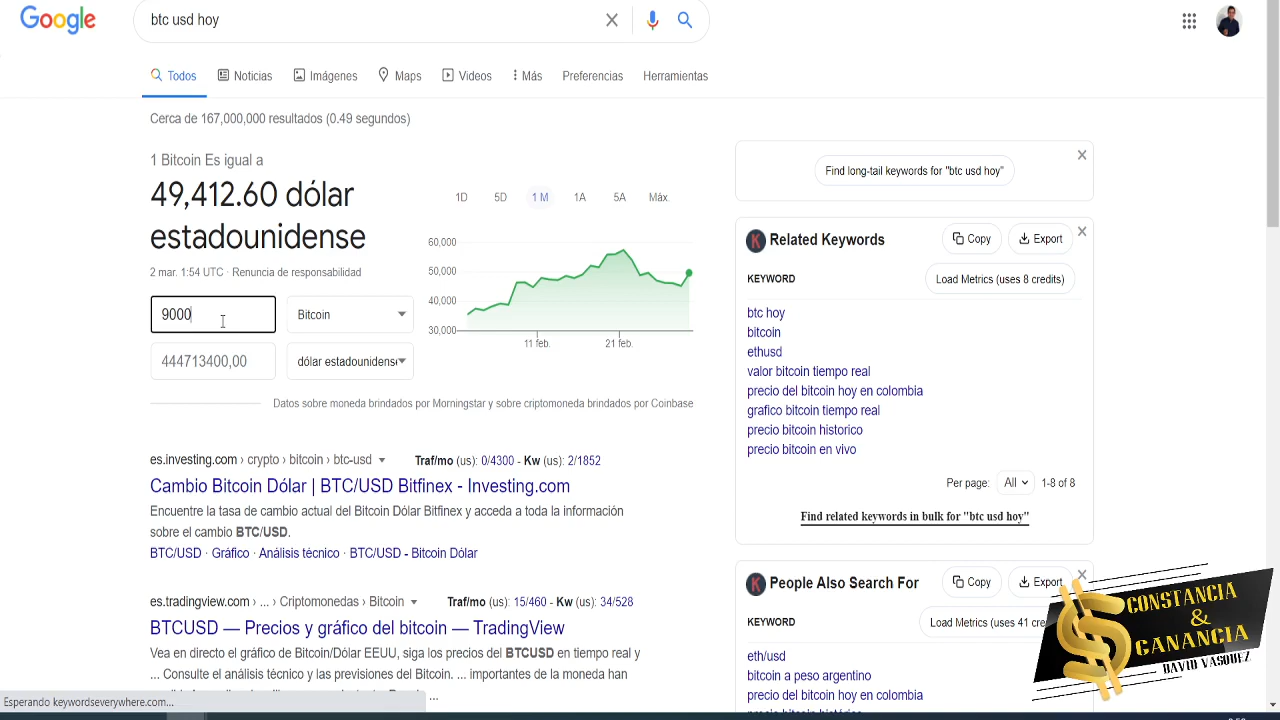 Google
btc usd hoy
Todos
Noticias
Imágenes
Maps
Videos
Más
Preferencias
Herramientas
Cerca de 167,000,000 resultados (0.49 segundos)
1 Bitcoin Es igual a
49,412.60 dólar
estadounidense
2 mar. 1:54 UTC · Renuncia de responsabilidad
9000
Bitcoin
444713400,00
dólar estadounidens
1D 5D 1 M 1A 5A Máx.
60,000
50,000
40,000
30,000
11 feb. 21 feb.
Datos sobre moneda brindados por Morningstar y sobre criptomoneda brindados por Coinbase
es.investing.com › crypto › bitcoin › btc-usd
Traf/mo (us): 0/4300 - Kw (us): 2/1852
Cambio Bitcoin Dólar | BTC/USD Bitfinex - Investing.com
Encuentre la tasa de cambio actual del Bitcoin Dólar Bitfinex y acceda a toda la información
sobre el cambio BTC/USD.
BTC/USD · Gráfico · Análisis técnico · BTC/USD - Bitcoin Dólar
es.tradingview.com › ... › Criptomonedas › Bitcoin
Traf/mo (us): 15/460 - Kw (us): 34/528
BTCUSD — Precios y gráfico del bitcoin — TradingView
Vea en directo el gráfico de Bitcoin/Dólar EEUU, siga los precios del BTCUSD en tiempo real y
... Consulte el análisis técnico y las previsiones del Bitcoin. ... importantes de la moneda han
Esperando keywordseverywhere.com...
Find long-tail keywords for "btc usd hoy"
K
Related Keywords
Copy
Export
KEYWORD
Load Metrics (uses 8 credits)
btc hoy
bitcoin
ethusd
valor bitcoin tiempo real
precio del bitcoin hoy en colombia
grafico bitcoin tiempo real
precio bitcoin historico
precio bitcoin en vivo
Per page: All 1-8 of 8
Find related keywords in bulk for "btc usd hoy"
K
People Also Search For
Copy
Export
KEYWORD
Load Metrics (uses 41 cre
eth/usd
bitcoin a peso argentino
precio del bitcoin hoy en colombia
CONSTANCIA
&
GANANCIA
DAVID VASQUEZ